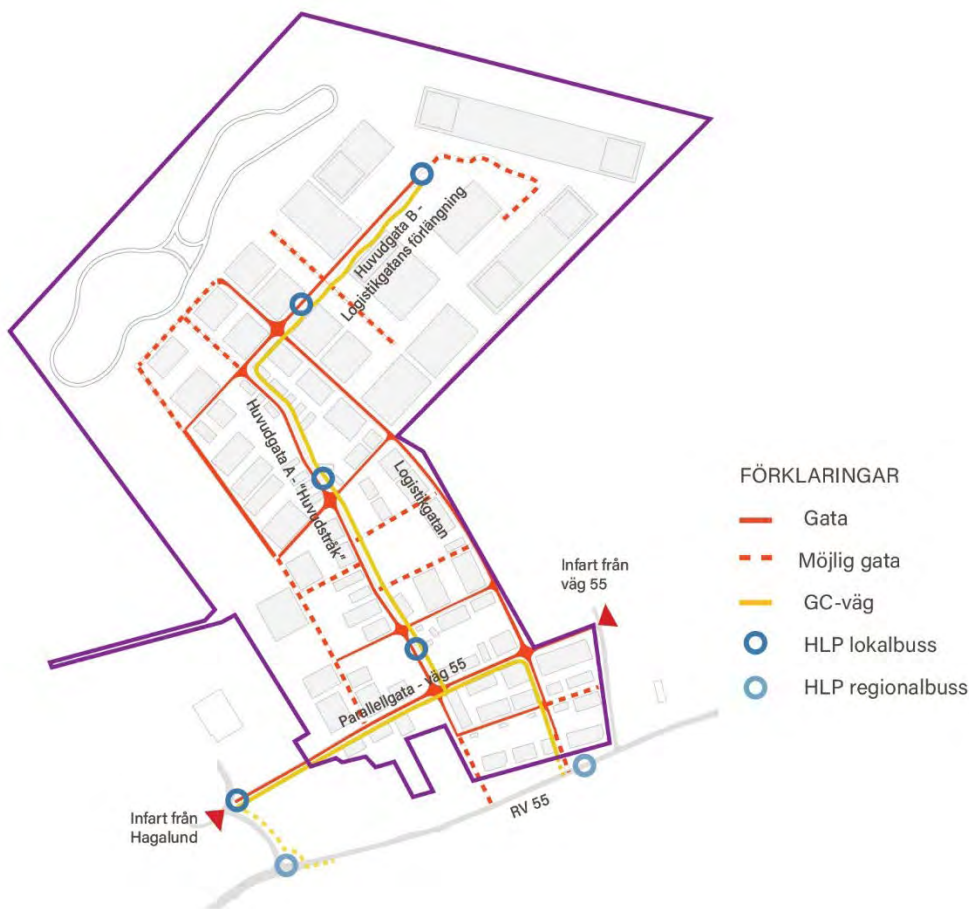 Huvudgata B -
Logistikgatans förlängning
Huvudgata A - "Huvudstråk"
Logistikgatan
Parallellgata - väg 55
Infart från
väg 55
Infart från
Hagalund
RV 55
FÖRKLARINGAR
Gata
Möjlig gata
GC-väg
HLP lokalbuss
HLP regionalbuss